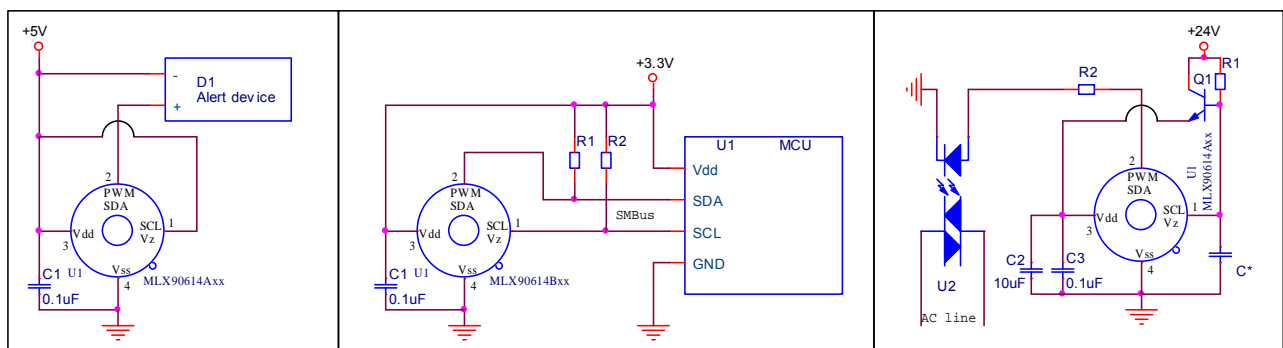 +5V
D1
Alert device
-
+
2
PWM
SDA
SCL
Vz
1
Vdd
3
Vss
4
U1
MLX90614Axx
C1
0.1uF
+3.3V
R1
R2
U1
MCU
Vdd
SDA
SCL
GND
SMBus
2
PWM
SDA
SCL
Vz
1
Vdd
3
Vss
4
U1
MLX90614Bxx
C1
0.1uF
+24V
R1
Q1
R2
U1
MLX90614Axx
2
PWM
SDA
SCL
Vz
1
Vdd
3
Vss
4
C2
10uF
C3
0.1uF
C*
U2
AC line